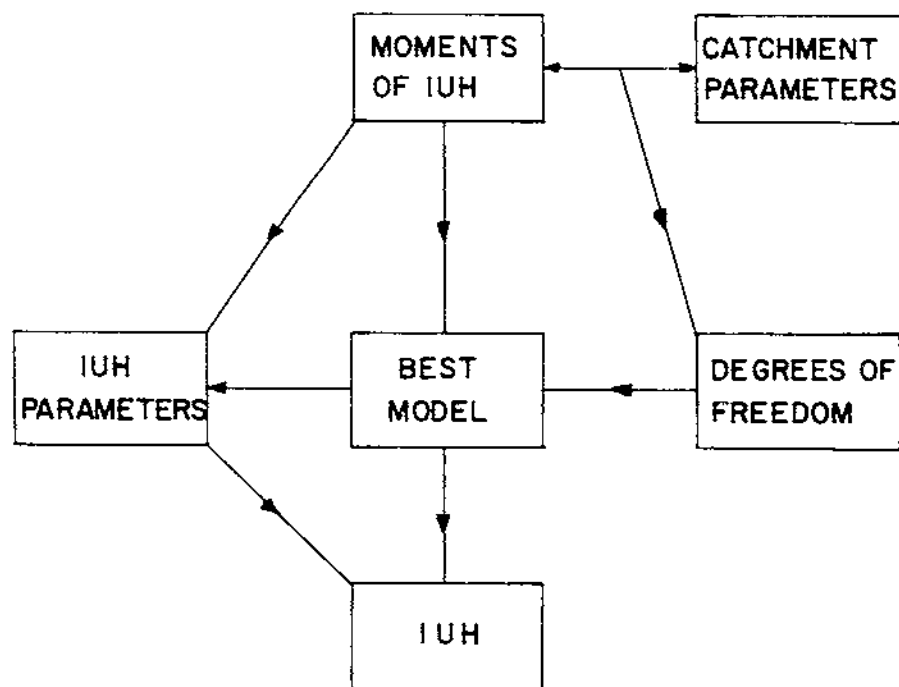 MOMENTS
OF IUH
CATCHMENT
PARAMETERS
IUH
PARAMETERS
BEST
MODEL
DEGREES OF
FREEDOM
IUH